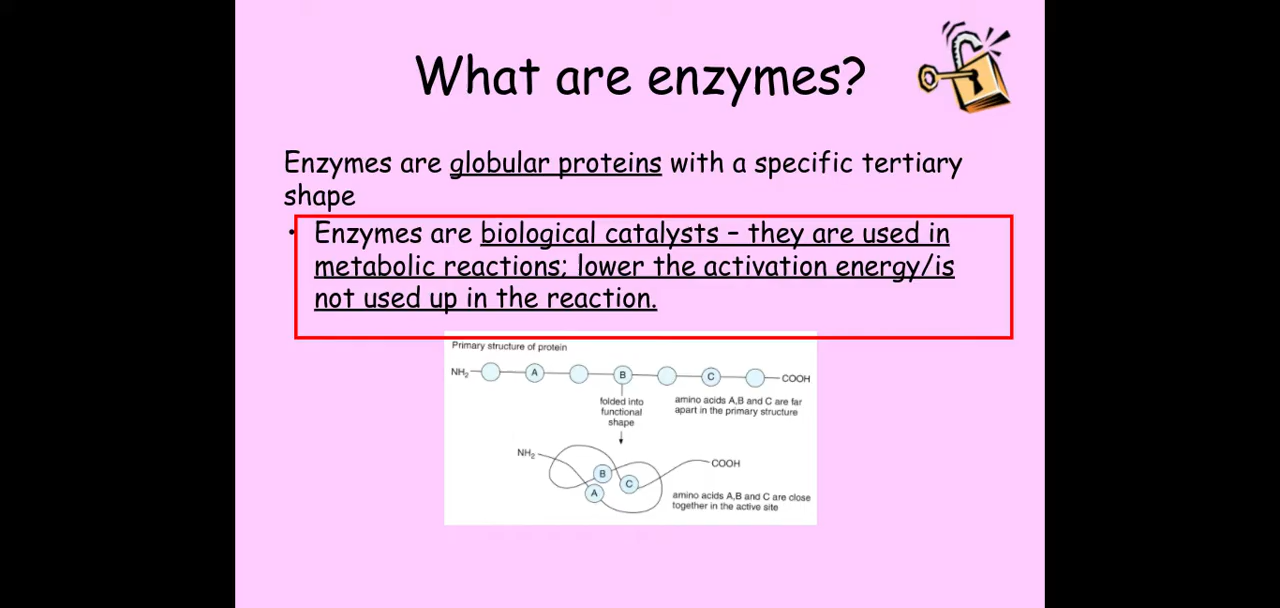 What are enzymes?
Enzymes are globular proteins with a specific tertiary
shape
• Enzymes are biological catalysts – they are used in
metabolic reactions; lower the activation energy/is
not used up in the reaction.
Primary structure of protein
NH₂ A B C COOH
folded into
functional
shape
amino acids A,B and C are far
apart in the primary structure
NH₂
COOH
B
C
A
amino acids A,B and C are close
together in the active site